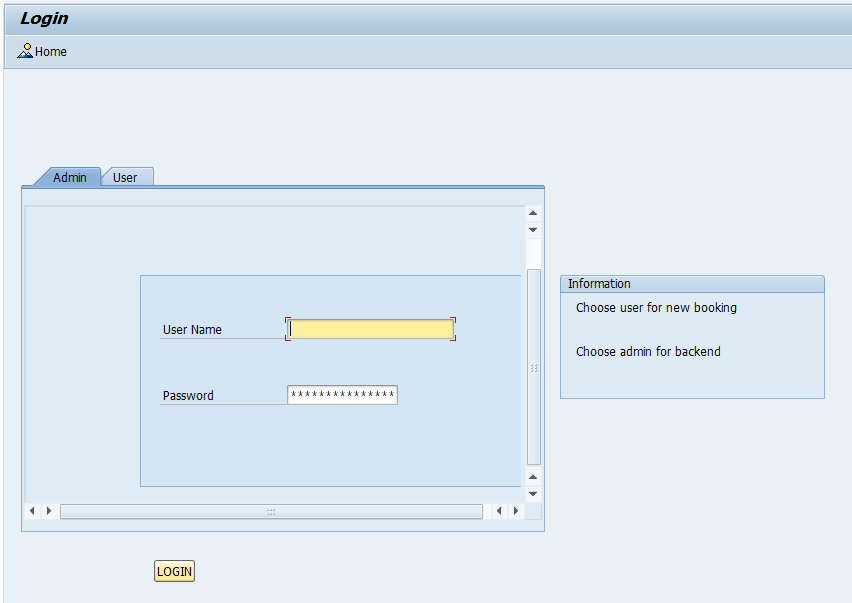 Login
Home
Admin User
Information
Choose user for new booking
User Name
Choose admin for backend
Password ***************
LOGIN